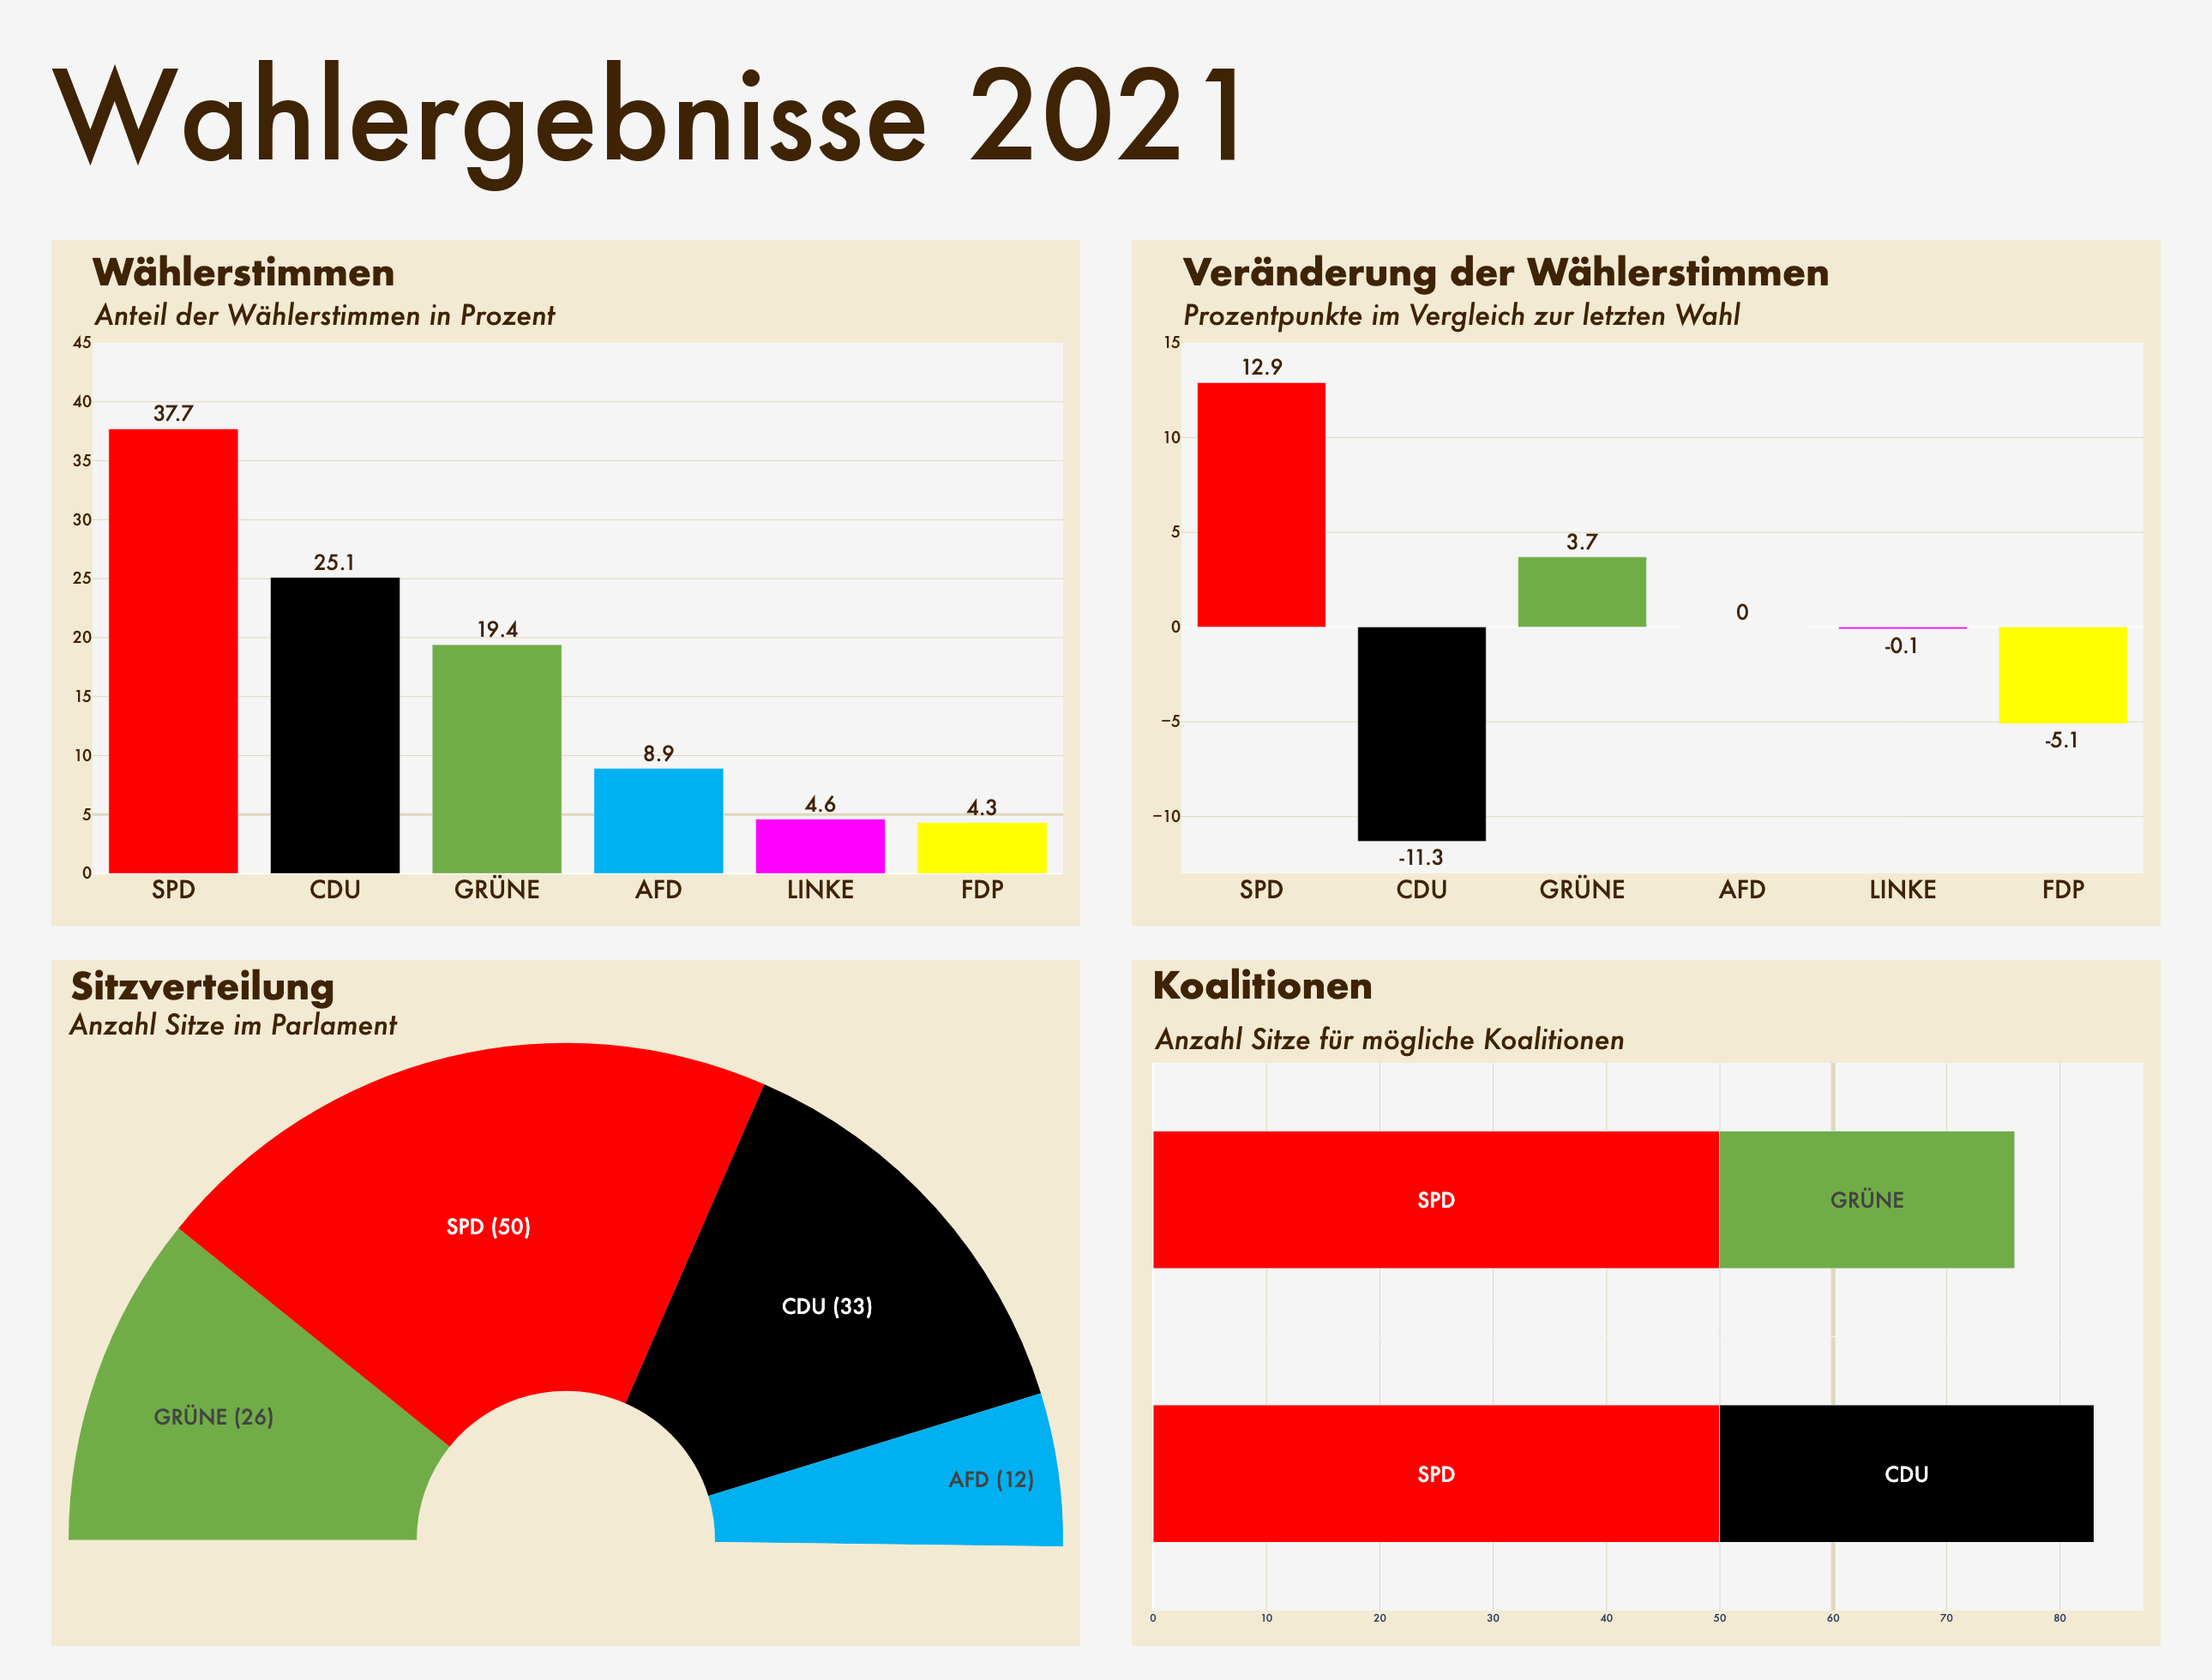 Wahlergebnisse 2021
Wählerstimmen
Anteil der Wählerstimmen in Prozent
45
40
35
30
25
20
15
10
5
0
37.7
25.1
19.4
8.9
4.6
4.3
SPD CDU GRÜNE AFD LINKE FDP
Veränderung der Wählerstimmen
Prozentpunkte im Vergleich zur letzten Wahl
15
10
5
0
−5
−10
12.9
-11.3
3.7
0
-0.1
-5.1
SPD CDU GRÜNE AFD LINKE FDP
Sitzverteilung
Anzahl Sitze im Parlament
SPD (50)
CDU (33)
GRÜNE (26)
AFD (12)
Koalitionen
Anzahl Sitze für mögliche Koalitionen
SPD GRÜNE
SPD CDU
0 10 20 30 40 50 60 70 80